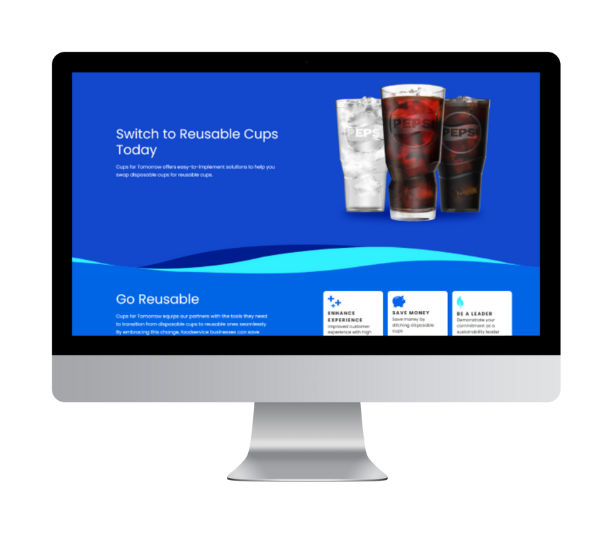 Switch to Reusable Cups
Today
Cups for Tomorrow offers easy-to-implement solutions to help you
swap disposable cups for reusable cups.
PEPSI
PEPSI
PEPSI
Go Reusable
Cups for Tomorrow equips our partners with the tools they need
to transition from disposable cups to reusable ones seamlessly.
By embracing this change, foodservice businesses can save
ENHANCE
EXPERIENCE
Improved customer
experience with high
SAVE MONEY
Save money by
ditching disposable
cups
BE A LEADER
Demonstrate your
commitment as a
sustainability leader